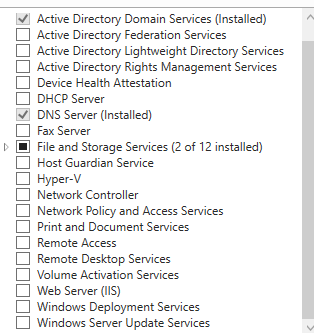 Active Directory Domain Services (Installed)
Active Directory Federation Services
Active Directory Lightweight Directory Services
Active Directory Rights Management Services
Device Health Attestation
DHCP Server
DNS Server (Installed)
Fax Server
File and Storage Services (2 of 12 installed)
Host Guardian Service
Hyper-V
Network Controller
Network Policy and Access Services
Print and Document Services
Remote Access
Remote Desktop Services
Volume Activation Services
Web Server (IIS)
Windows Deployment Services
Windows Server Update Services